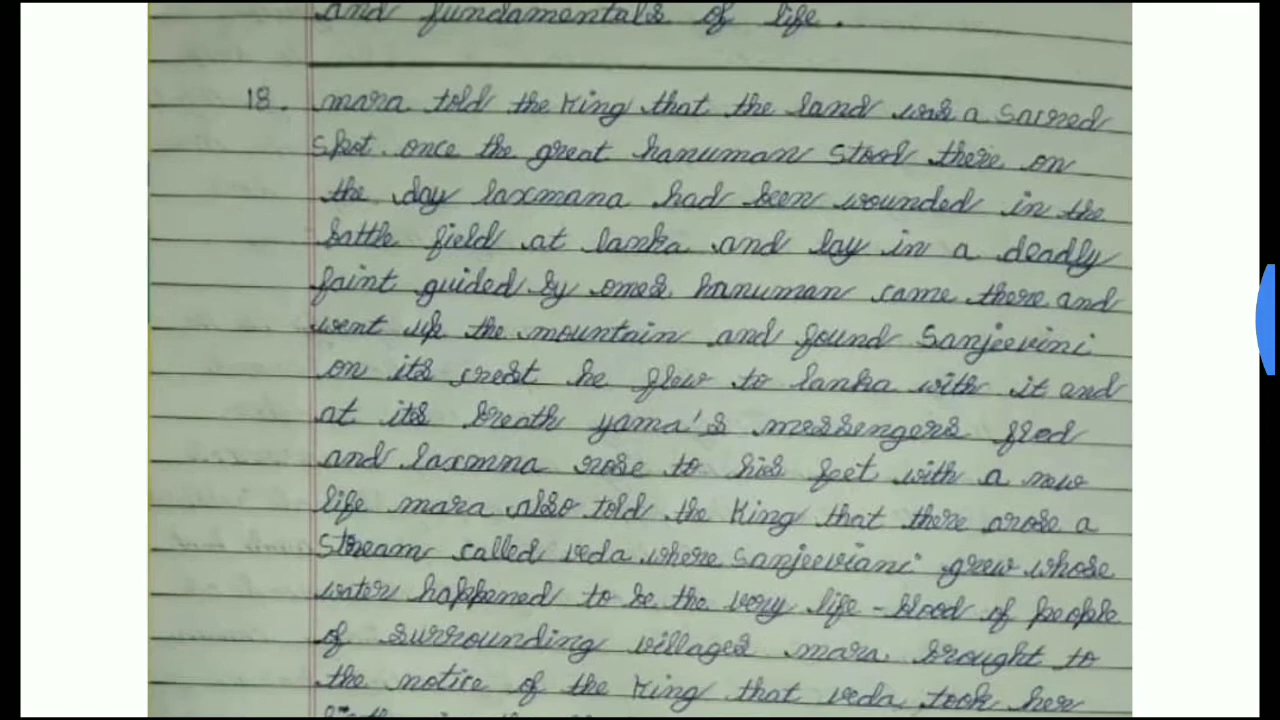 and fundamentals of life.
18. mara told the King that the land was a sacred
spot. once the great hanuman stood there on
the day laxmana had been wounded in the
battle field at lanka and lay in a deadly
faint guided by omes hanuman came there and
went up the mountain and found Sanjeevini
on its crest he flew to lanka with it and
at its breath yama's messengers fled
and laxmna rose to his feet with a new
life mara also told the King that there arose a
stream called veda where sanjeeviani grew whose
water happened to be the very life-blood of people
of surrounding villages mara brought to
the notice of the King that veda took her